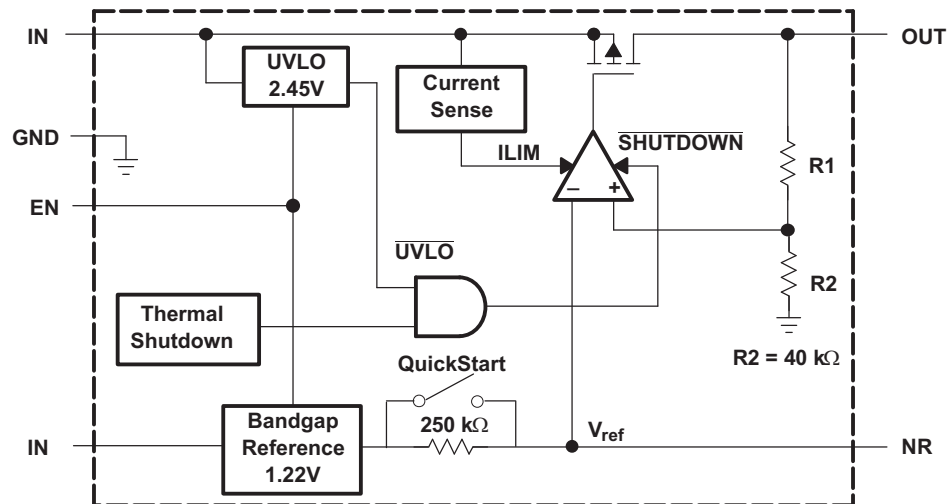 IN
OUT
UVLO
2.45V
Current
Sense
GND
ILIM
SHUTDOWN
– +
R1
EN
UVLO
R2
Thermal
Shutdown
R2 = 40 kΩ
QuickStart
250 kΩ
IN
Bandgap
Reference
1.22V
Vref
NR